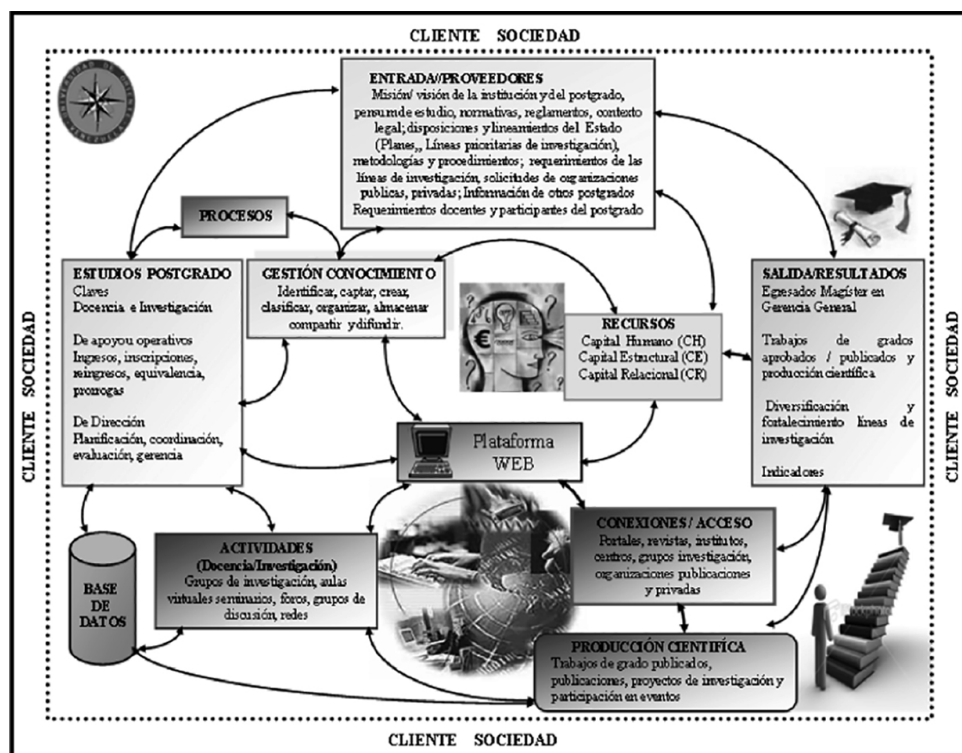 CLIENTE SOCIEDAD
ENTRADA//PROVEEDORES
Misión/ visión de la institución y del postgrado,
pensum de estudio, normativas, reglamentos, contexto
legal; disposiciones y lineamientos del Estado
(Planes,, Líneas prioritarias de investigación),
metodologías y procedimientos; requerimientos de las
líneas de investigación, solicitudes de organizaciones
publicas, privadas; Información de otros postgrados
Requerimientos docentes y participantes del postgrado
PROCESOS
ESTUDIOS POSTGRADO
Claves
Docencia e Investigación
De apoyo u operativos
Ingresos, inscripciones,
reingresos, equivalencia,
prorrogas
De Dirección
Planificación, coordinación,
evaluación, gerencia
GESTIÓN CONOCIMIENTO
Identificar, captar, crear,
clasificar, organizar, almacenar
compartir y difundir.
RECURSOS
Capital Humano (CH)
Capital Estructural (CE)
Capital Relacional (CR)
SALIDA/RESULTADOS
Egresados Magíster en
Gerencia General
Trabajos de grados
aprobados / publicados y
producción científica
Diversificación y
fortalecimiento líneas de
investigación
Indicadores
CLIENTE SOCIEDAD
CLIENTE SOCIEDAD
Plataforma
WEB
BASE
DE
DATOS
ACTIVIDADES
(Docencia/Investigación)
Grupos de investigación, aulas
virtuales seminarios, foros, grupos de
discusión, redes
CONEXIONES / ACCESO
Portales, revistas, institutos,
centros, grupos investigación,
organizaciones publicaciones
y privadas
PRODUCCIÓN CIENTIFÍCA
Trabajos de grado publicados,
publicaciones, proyectos de investigación y
participación en eventos
CLIENTE SOCIEDAD